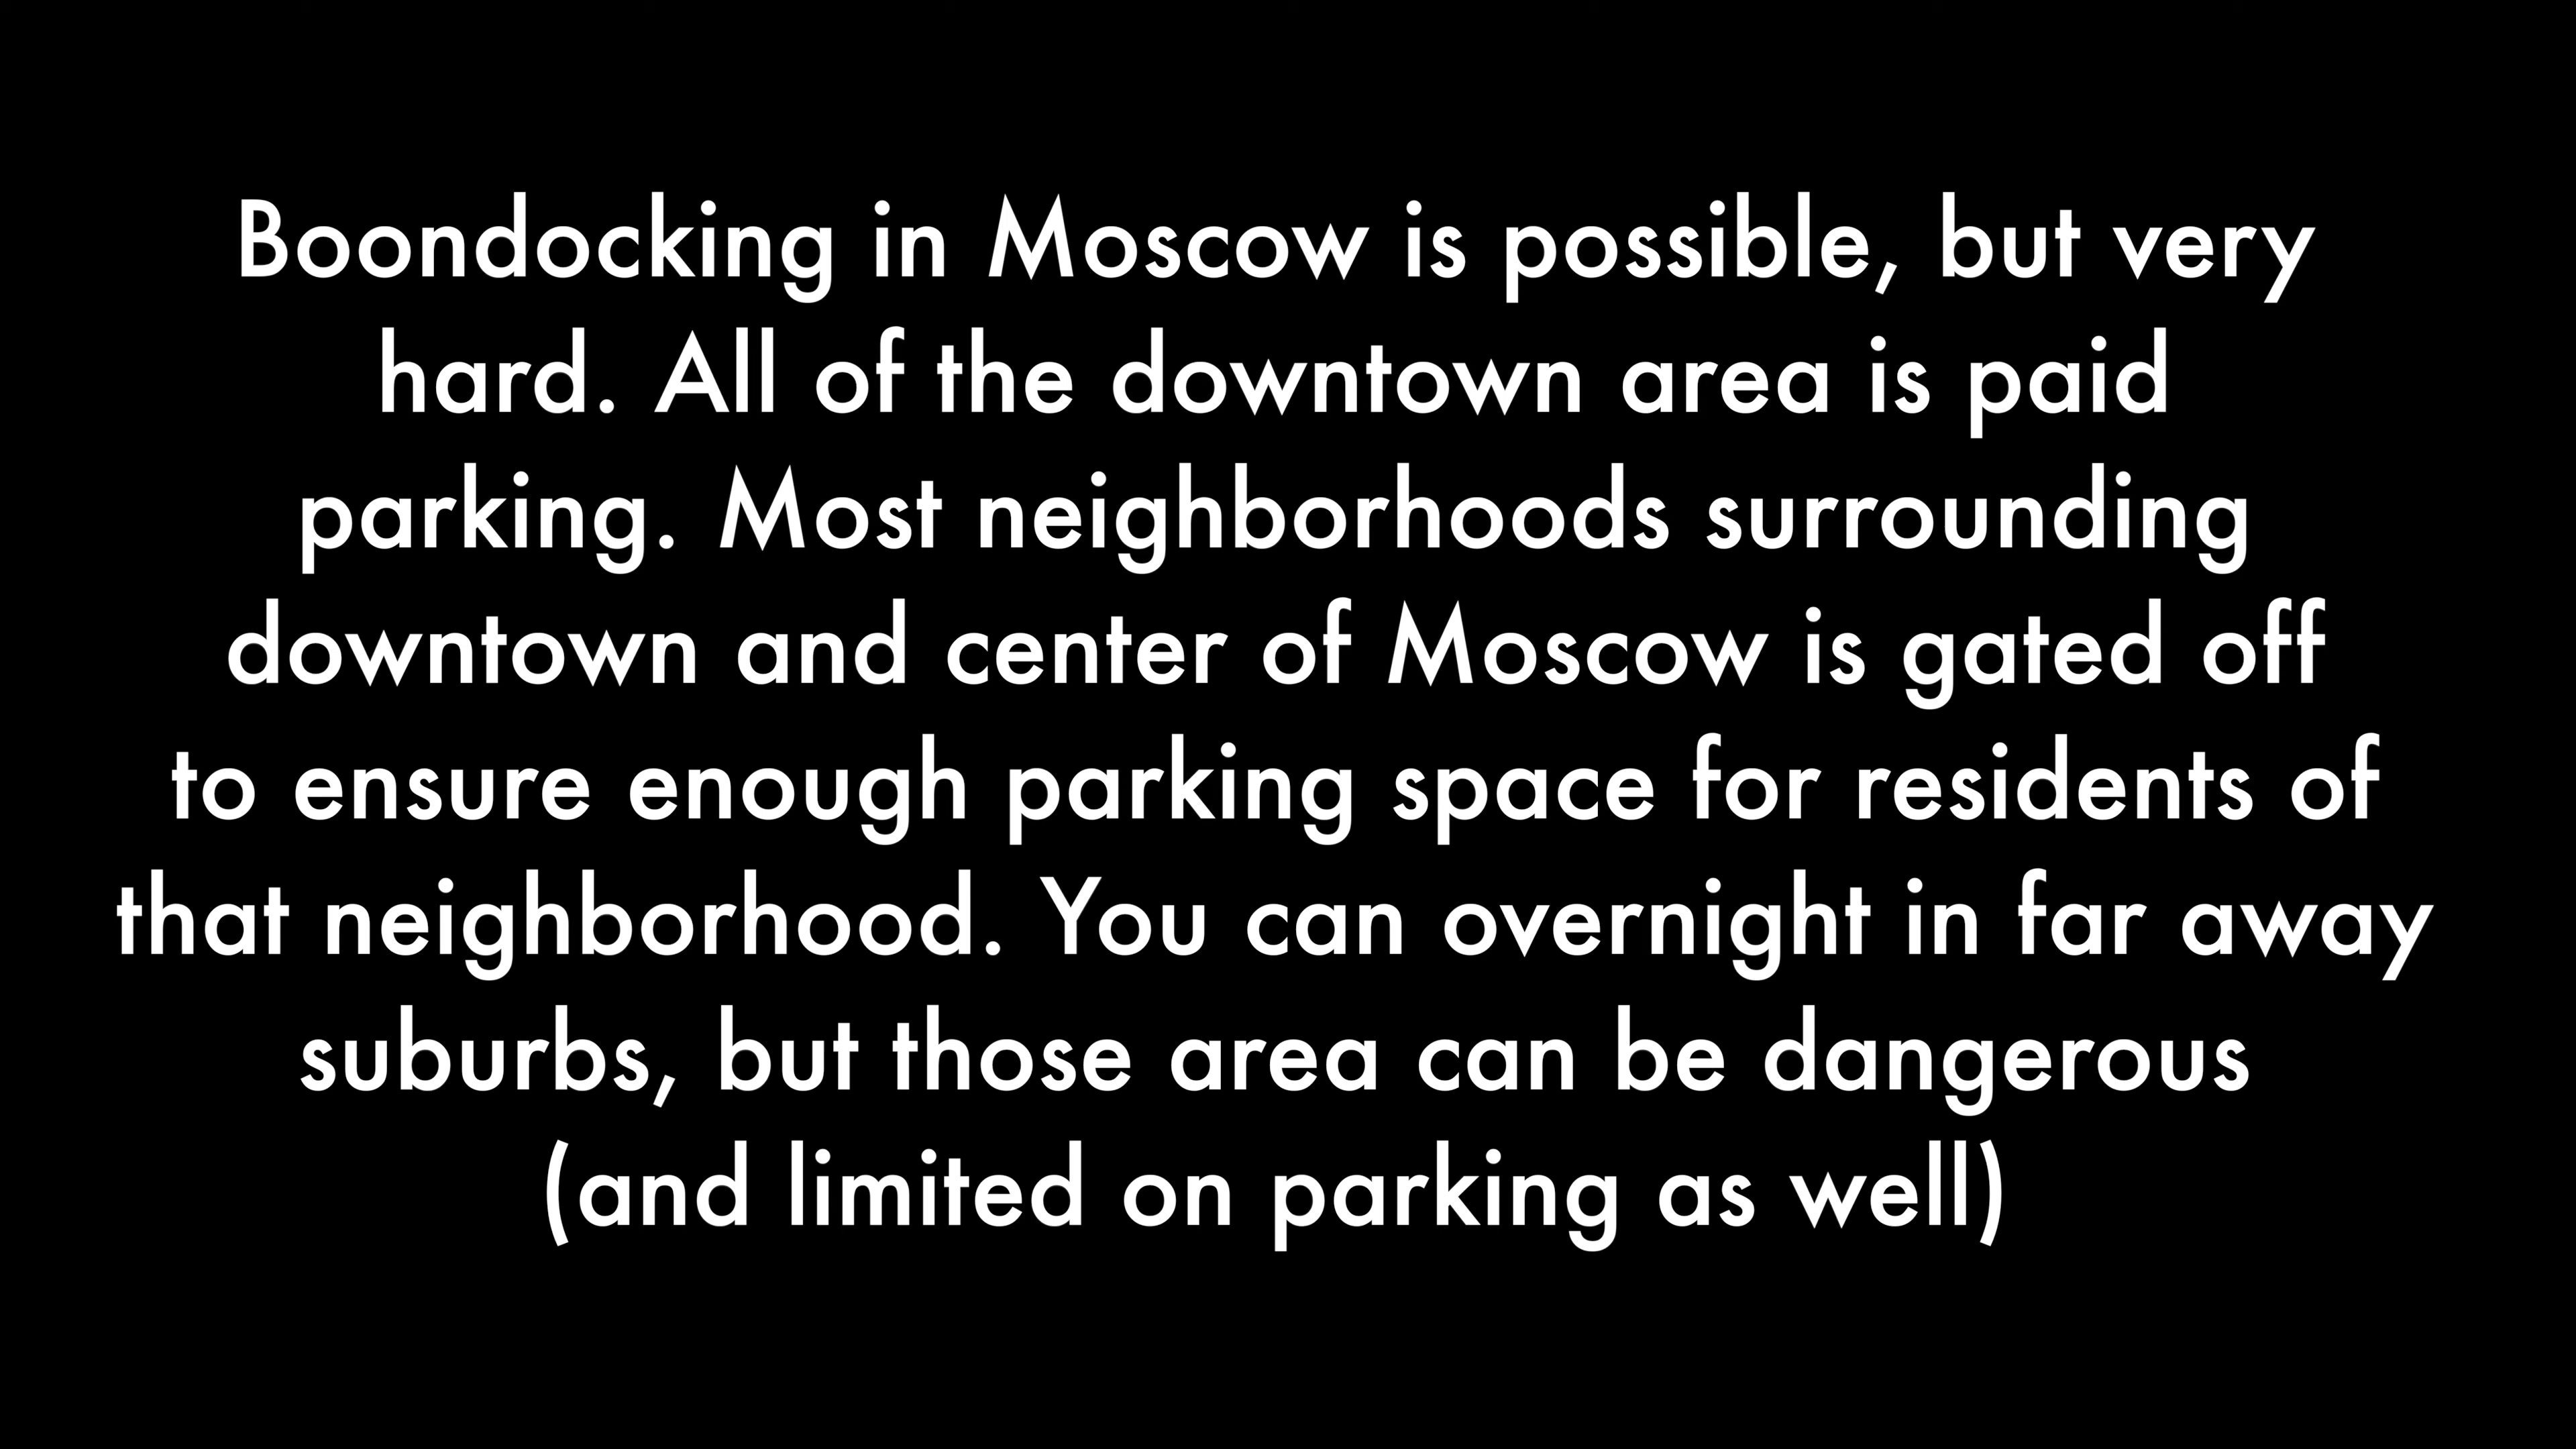 Boondocking in Moscow is possible, but very
hard. All of the downtown area is paid
parking. Most neighborhoods surrounding
downtown and center of Moscow is gated off
to ensure enough parking space for residents of
that neighborhood. You can overnight in far away
suburbs, but those area can be dangerous
(and limited on parking as well)